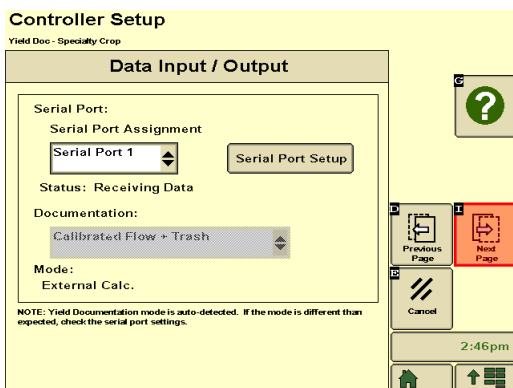 Controller Setup
Yield Doc - Specialty Crop
Data Input / Output
G
Serial Port:
Serial Port Assignment
Serial Port 1
Serial Port Setup
Status: Receiving Data
Documentation:
Calibrated Flow + Trash
Mode:
External Calc.
NOTE: Yield Documentation mode is auto-detected. If the mode is different than
expected, check the serial port settings.
D
Previous
Page
I
Next
Page
E
Cancel
2:46pm